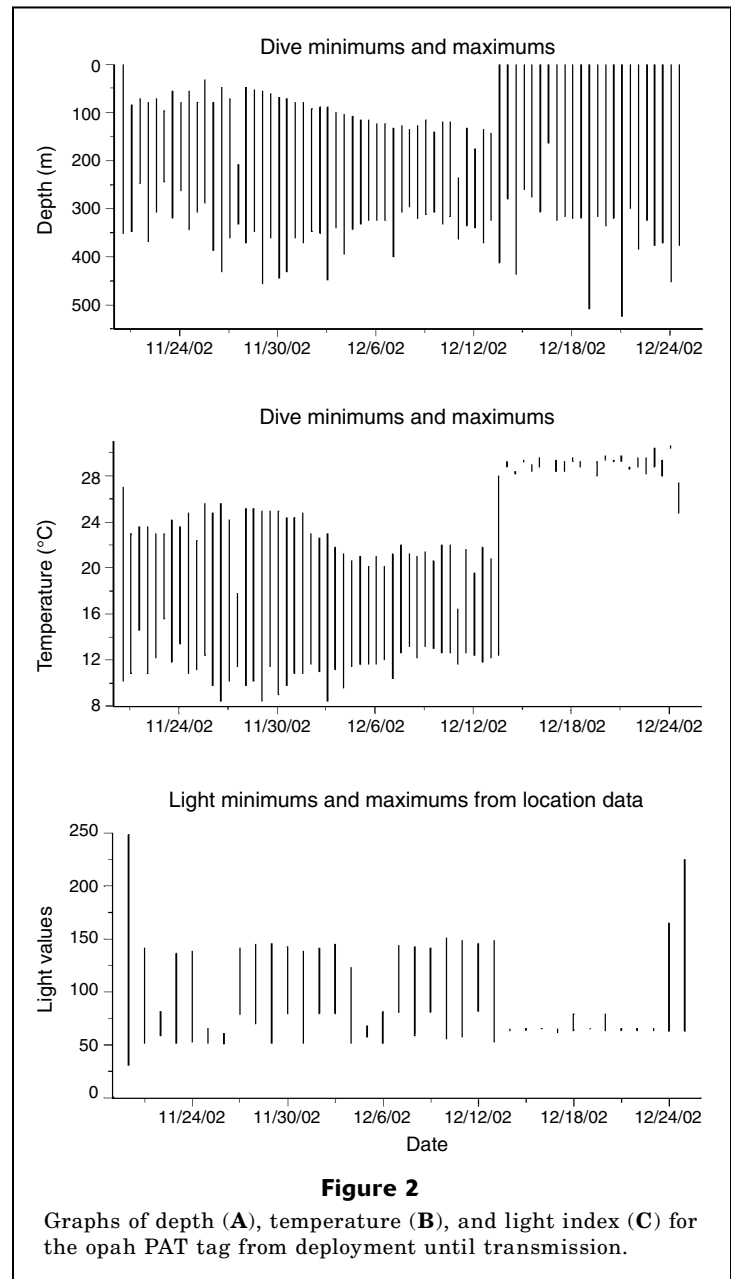 Dive minimums and maximums
0
100
200
300
400
500
Depth (m)
11/24/02 11/30/02 12/6/02 12/12/02 12/18/02 12/24/02
Dive minimums and maximums
28
24
20
16
12
8
Temperature (°C)
11/24/02 11/30/02 12/6/02 12/12/02 12/18/02 12/24/02
Light minimums and maximums from location data
250
200
150
100
50
0
Light values
11/24/02 11/30/02 12/6/02 12/12/02 12/18/02 12/24/02
Date
Figure 2
Graphs of depth (A), temperature (B), and light index (C) for
the opah PAT tag from deployment until transmission.